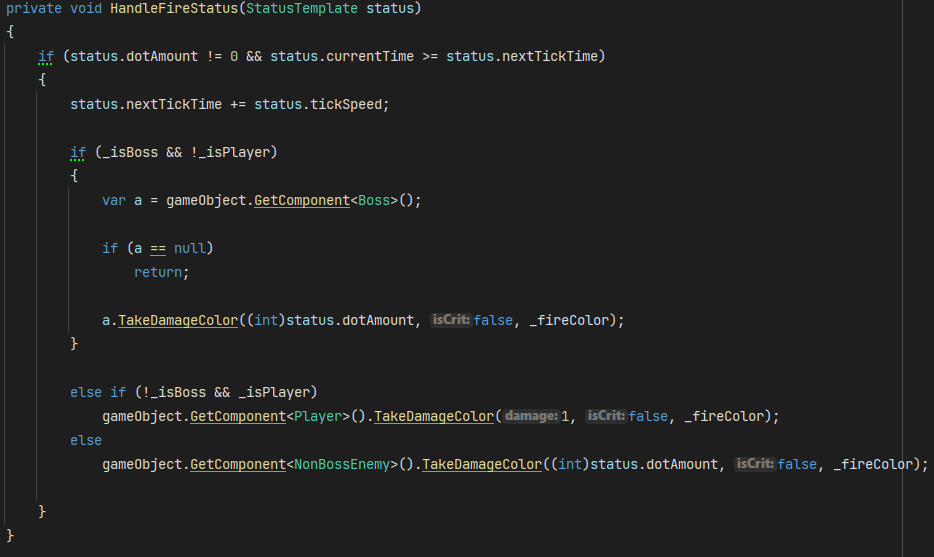 private void HandleFireStatus(StatusTemplate status)
{
    if (status.dotAmount != 0 && status.currentTime >= status.nextTickTime)
    {
        status.nextTickTime += status.tickSpeed;
        if (_isBoss && !_isPlayer)
        {
            var a = gameObject.GetComponent<Boss>();
            if (a == null)
                return;
            a.TakeDamageColor((int)status.dotAmount, isCrit: false, _fireColor);
        }
        else if (!_isBoss && _isPlayer)
            gameObject.GetComponent<Player>().TakeDamageColor(damage: 1, isCrit: false, _fireColor);
        else
            gameObject.GetComponent<NonBossEnemy>().TakeDamageColor((int)status.dotAmount, isCrit: false, _fireColor);
    }
}